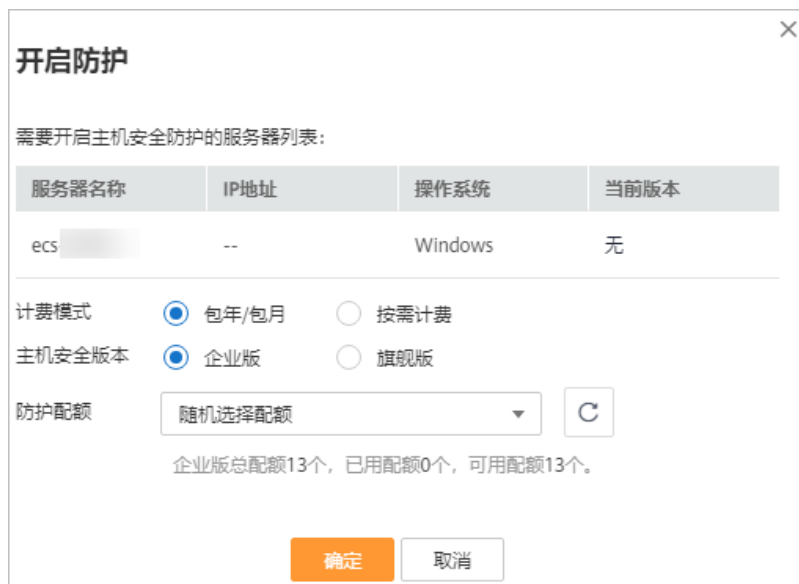 开启防护
需要开启主机安全防护的服务器列表：
服务器名称 IP地址 操作系统 当前版本
ecs -- Windows 无
计费模式 包年/包月 按需计费
主机安全版本 企业版 旗舰版
防护配额 随机选择配额
企业版总配额13个，已用配额0个，可用配额13个。
确定 取消